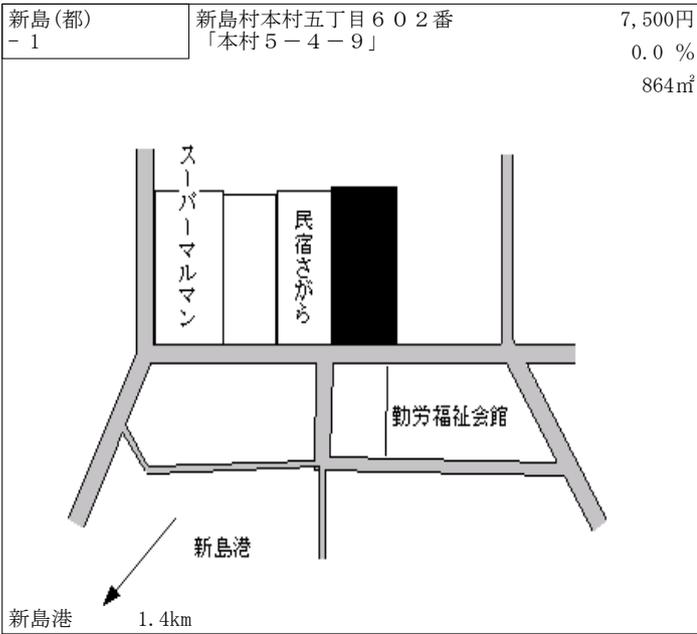 新島(都)
- 1
新島村本村五丁目６０２番
「本村５－４－９」
7,500円
0.0 %
864㎡
スーパーマルマン
民宿さがら
勤労福祉会館
新島港
新島港 1.4km